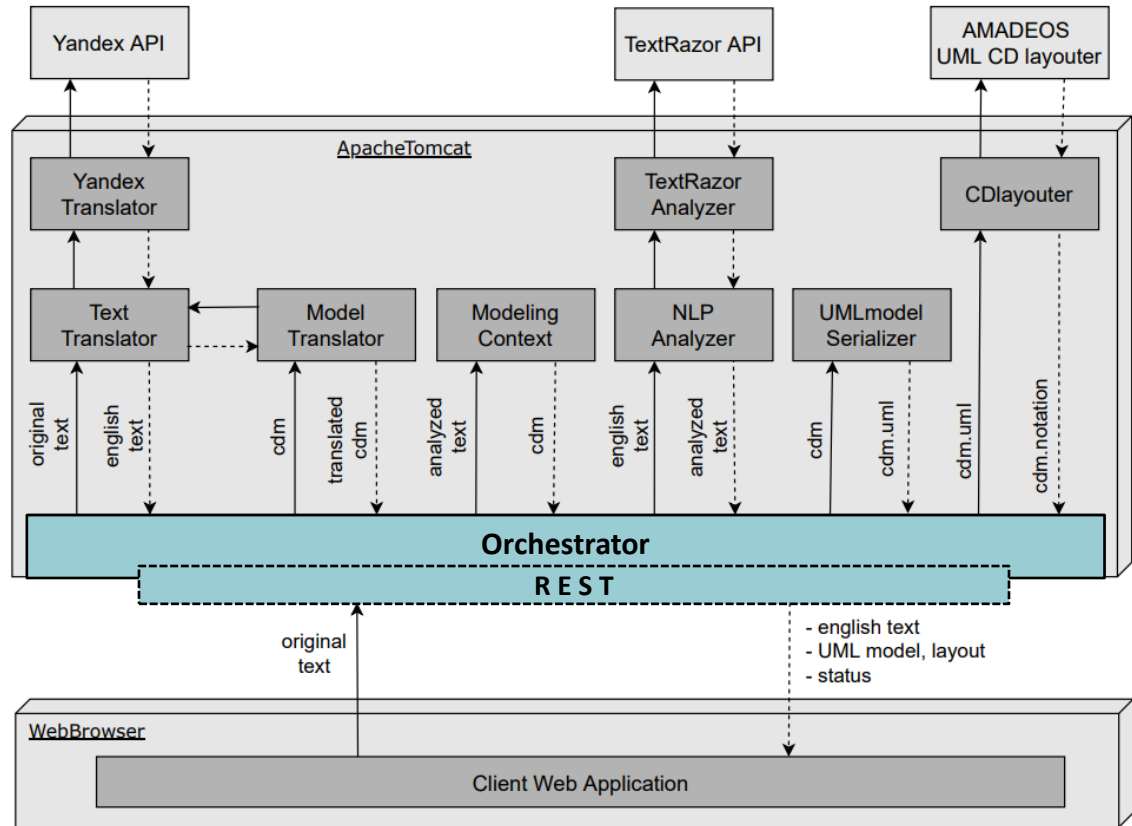 Yandex API
TextRazor API
AMADEOS
UML CD layouter
ApacheTomcat
Yandex
Translator
TextRazor
Analyzer
CDlayouter
Text
Translator
Model
Translator
Modeling
Context
NLP
Analyzer
UMLmodel
Serializer
original
text
english
text
cdm
translated
cdm
analyzed
text
cdm
english
text
analyzed
text
cdm
cdm.uml
cdm.uml
cdm.notation
Orchestrator
R E S T
original
text
- english text
- UML model, layout
- status
WebBrowser
Client Web Application